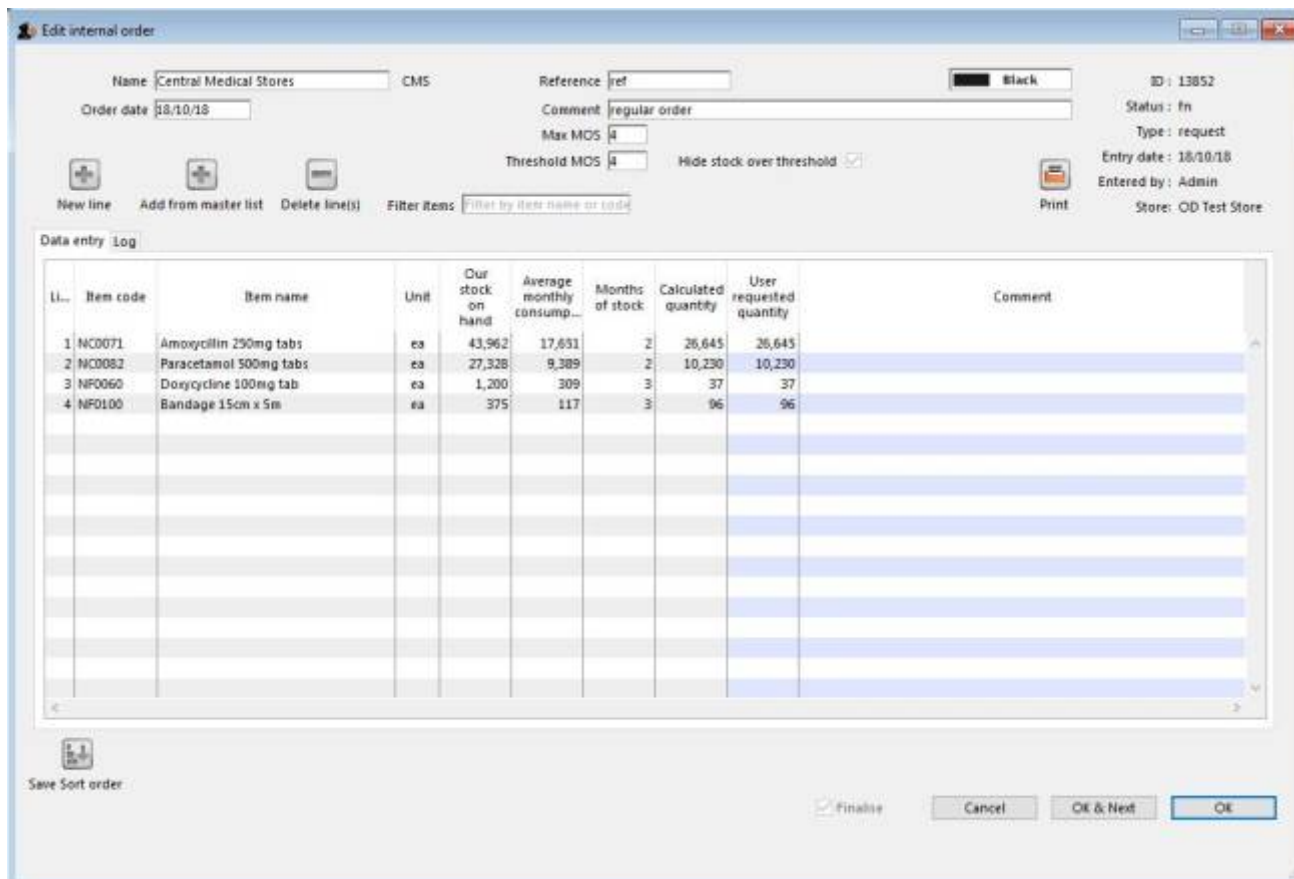 Edit internal order
Name Central Medical Stores CMS Reference ref Black ID : 13852
Order date 18/10/18 Comment regular order Status : fn
Max MOS 4 Type : request
Threshold MOS 4 Hide stock over threshold Entry date : 18/10/18
Entered by : Admin
New line Add from master list Delete line(s) Filter items Filter by item name or code Print Store: OD Test Store
Data entry Log
Li... Item code Item name Unit Our stock on hand Average monthly consump... Months of stock Calculated quantity User requested quantity Comment
1 NC0071 Amoxycillin 250mg tabs ea 43,962 17,651 2 26,645 26,645
2 NC0082 Paracetamol 500mg tabs ea 27,328 9,389 2 10,230 10,230
3 NF0060 Doxycycline 100mg tab ea 1,200 309 3 37 37
4 NF0100 Bandage 15cm x 5m ea 375 117 3 96 96
Save Sort order
Finalise Cancel OK & Next OK